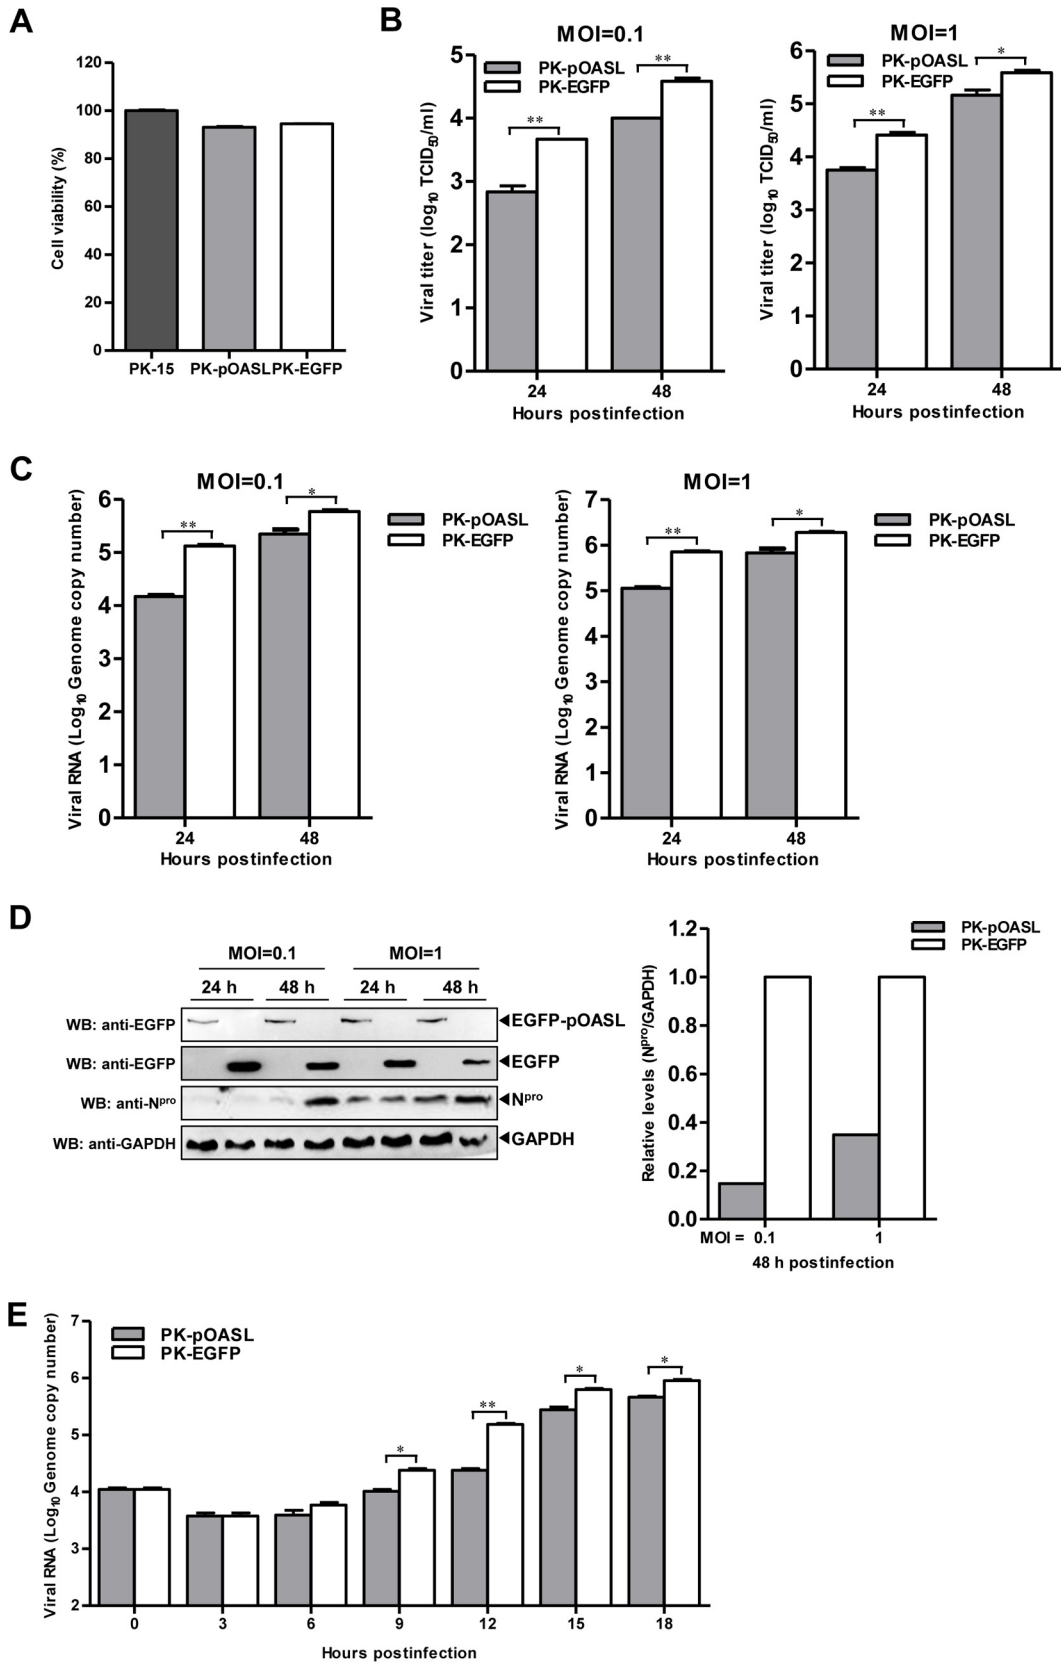 A
Cell viability (%)
120
100
80
60
40
20
0
PK-15 PK-pOASL PK-EGFP
B
MOI=0.1
PK-pOASL
PK-EGFP
Viral titer (log10 TCID50/ml)
5
4
3
2
1
0
** **
24 48
Hours postinfection
MOI=1
PK-pOASL
PK-EGFP
Viral titer (log10 TCID50/ml)
6
5
4
3
2
1
0
** *
24 48
Hours postinfection
C
MOI=0.1
PK-pOASL
PK-EGFP
Viral RNA (Log10 Genome copy number)
6
5
4
3
2
1
0
** *
24 48
Hours postinfection
MOI=1
PK-pOASL
PK-EGFP
Viral RNA (Log10 Genome copy number)
7
6
5
4
3
2
1
0
** *
24 48
Hours postinfection
D
MOI=0.1 MOI=1
24 h 48 h 24 h 48 h
WB: anti-EGFP EGFP-pOASL
WB: anti-EGFP EGFP
WB: anti-Npro Npro
WB: anti-GAPDH GAPDH
PK-pOASL
PK-EGFP
Relative levels (Npro/GAPDH)
1.2
1.0
0.8
0.6
0.4
0.2
0.0
MOI = 0.1 1
48 h postinfection
E
PK-pOASL
PK-EGFP
Viral RNA (Log10 Genome copy number)
7
6
5
4
3
2
* ** * *
0 3 6 9 12 15 18
Hours postinfection